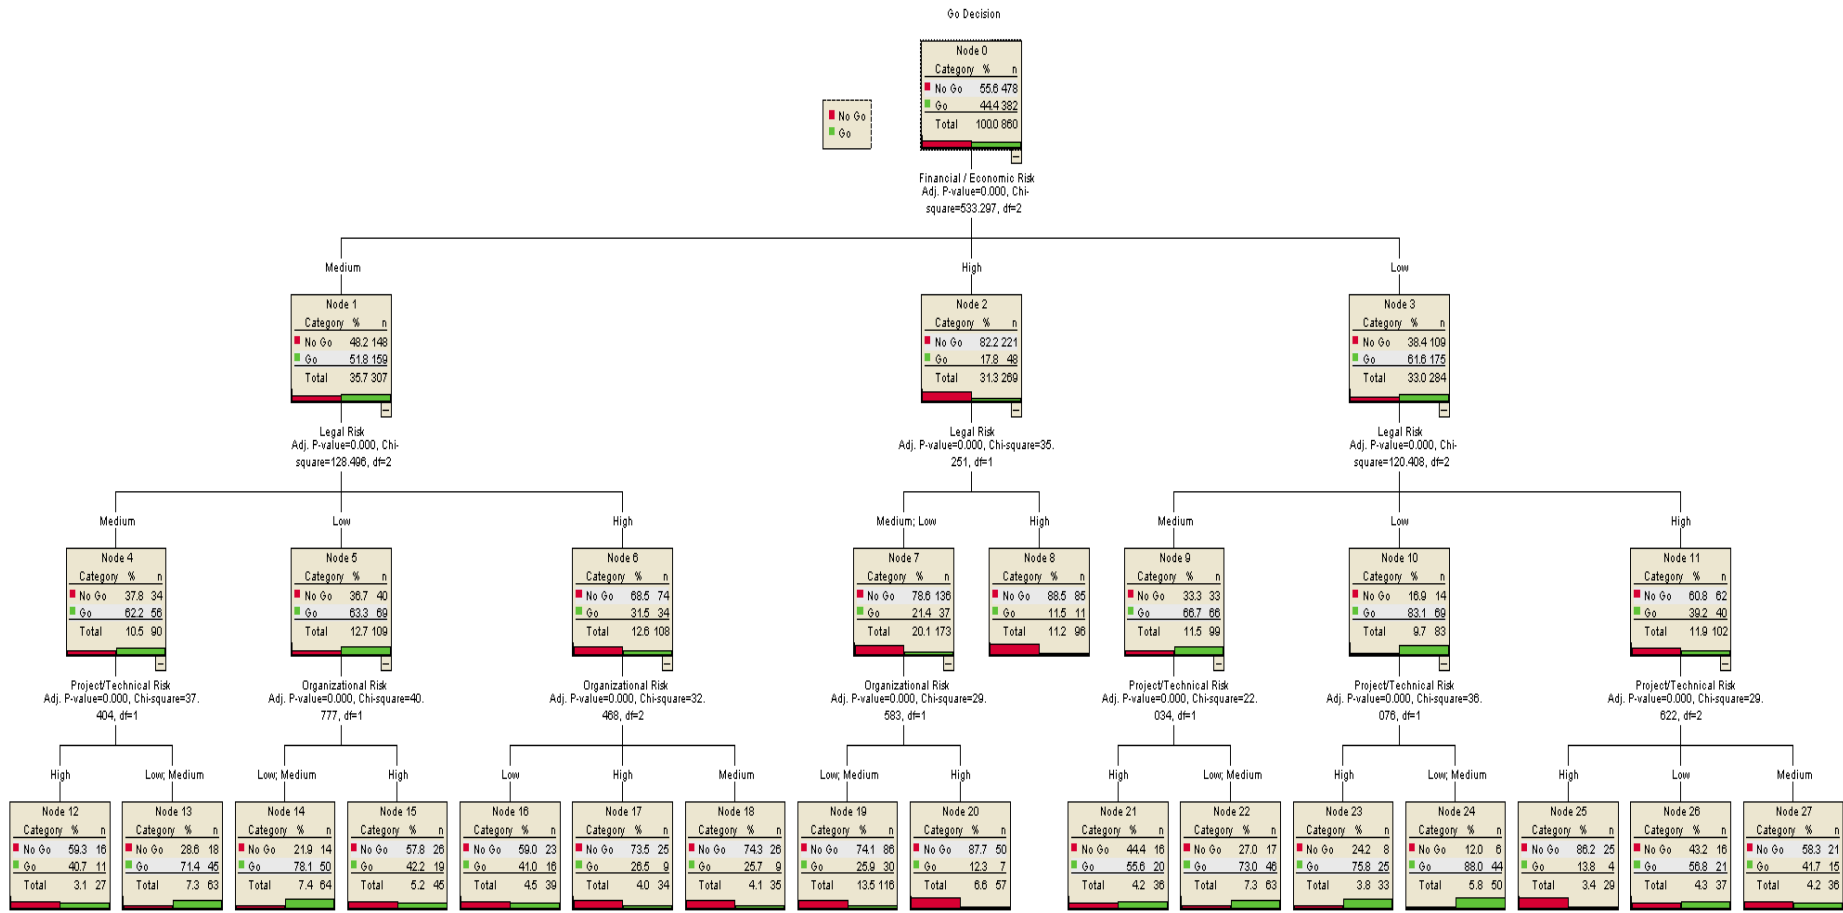 Go Decision
Node 0
Category % n
No Go 55.6 478
Go 44.4 382
Total 100.0 860
No Go
Go
Financial / Economic Risk
Adj. P-value=0.000, Chi-
square=533.297, df=2
Medium
High
Low
Node 1
Category % n
No Go 48.2 148
Go 51.8 159
Total 35.7 307
Node 2
Category % n
No Go 82.2 221
Go 17.8 48
Total 31.3 269
Node 3
Category % n
No Go 38.4 109
Go 61.6 175
Total 33.0 284
Legal Risk
Adj. P-value=0.000, Chi-
square=128.496, df=2
Legal Risk
Adj. P-value=0.000, Chi-square=35.
251, df=1
Legal Risk
Adj. P-value=0.000, Chi-
square=120.408, df=2
Medium
Low
High
Medium; Low
High
Medium
Low
High
Node 4
Category % n
No Go 37.8 34
Go 62.2 56
Total 10.5 90
Node 5
Category % n
No Go 36.7 40
Go 63.3 69
Total 12.7 109
Node 6
Category % n
No Go 68.5 74
Go 31.5 34
Total 12.6 108
Node 7
Category % n
No Go 78.6 136
Go 21.4 37
Total 20.1 173
Node 8
Category % n
No Go 88.5 85
Go 11.5 11
Total 11.2 96
Node 9
Category % n
No Go 33.3 33
Go 66.7 66
Total 11.5 99
Node 10
Category % n
No Go 16.9 14
Go 83.1 69
Total 9.7 83
Node 11
Category % n
No Go 60.8 62
Go 39.2 40
Total 11.9 102
Project/Technical Risk
Adj. P-value=0.000, Chi-square=37.
404, df=1
Organizational Risk
Adj. P-value=0.000, Chi-square=40.
777, df=1
Organizational Risk
Adj. P-value=0.000, Chi-square=32.
468, df=2
Organizational Risk
Adj. P-value=0.000, Chi-square=29.
583, df=1
Project/Technical Risk
Adj. P-value=0.000, Chi-square=22.
034, df=1
Project/Technical Risk
Adj. P-value=0.000, Chi-square=36.
076, df=1
Project/Technical Risk
Adj. P-value=0.000, Chi-square=29.
622, df=2
High
Low; Medium
Low; Medium
High
Low
High
Medium
Low; Medium
High
High
Low; Medium
High
Low; Medium
High
Low
Medium
Node 12
Category % n
No Go 59.3 16
Go 40.7 11
Total 3.1 27
Node 13
Category % n
No Go 28.6 18
Go 71.4 45
Total 7.3 63
Node 14
Category % n
No Go 21.9 14
Go 78.1 50
Total 7.4 64
Node 15
Category % n
No Go 57.8 26
Go 42.2 19
Total 5.2 45
Node 16
Category % n
No Go 59.0 23
Go 41.0 16
Total 4.5 39
Node 17
Category % n
No Go 73.5 25
Go 26.5 9
Total 4.0 34
Node 18
Category % n
No Go 74.3 26
Go 25.7 9
Total 4.1 35
Node 19
Category % n
No Go 74.1 86
Go 25.9 30
Total 13.5 116
Node 20
Category % n
No Go 87.7 50
Go 12.3 7
Total 6.6 57
Node 21
Category % n
No Go 44.4 16
Go 55.6 20
Total 4.2 36
Node 22
Category % n
No Go 27.0 17
Go 73.0 46
Total 7.3 63
Node 23
Category % n
No Go 24.2 8
Go 75.8 25
Total 3.8 33
Node 24
Category % n
No Go 12.0 6
Go 88.0 44
Total 5.8 50
Node 25
Category % n
No Go 86.2 25
Go 13.8 4
Total 3.4 29
Node 26
Category % n
No Go 43.2 16
Go 56.8 21
Total 4.3 37
Node 27
Category % n
No Go 58.3 21
Go 41.7 15
Total 4.2 36